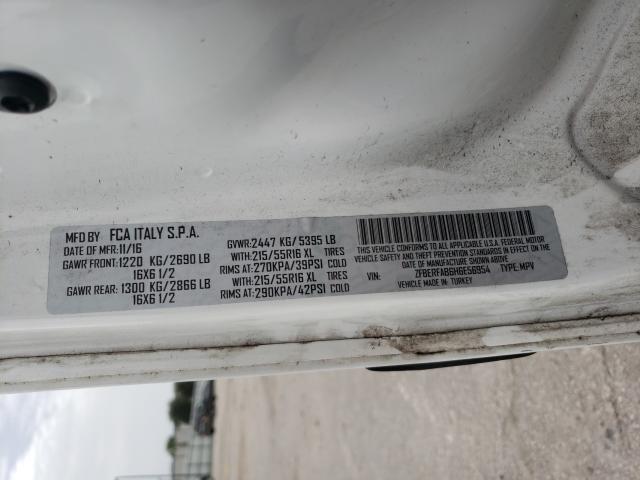 MFD BY FCA ITALY S.P.A.
DATE OF MFR:11/16 GVWR:2447 KG/5395 LB
GAWR FRONT:1220 KG/2690 LB WITH:215/55R16 XL TIRES
16X6 1/2 RIMS AT:270KPA/39PSI COLD
GAWR REAR: 1300 KG/2866 LB WITH:215/55R16 XL TIRES
16X6 1/2 RIMS AT:290KPA/42PSI COLD
THIS VEHICLE CONFORMS TO ALL APPLICABLE U.S.A. FEDERAL MOTOR
VEHICLE SAFETY AND THEFT PREVENTION STANDARDS IN EFFECT ON THE
DATE OF MANUFACTURE SHOWN ABOVE.
VIN: ZFBERFAB6H6E56954 TYPE: MPV
VEHICLE MADE IN: TURKEY